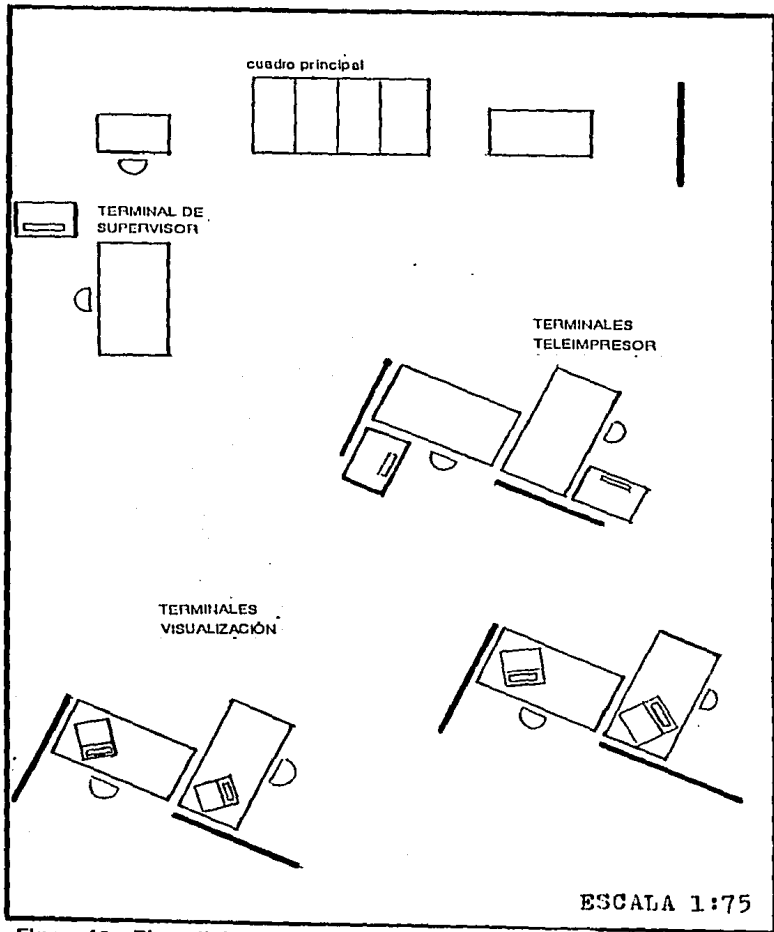 cuadro principal
TERMINAL DE
SUPERVISOR
TERMINALES
TELEIMPRESOR
TERMINALES
VISUALIZACIÓN
ESCALA 1:75